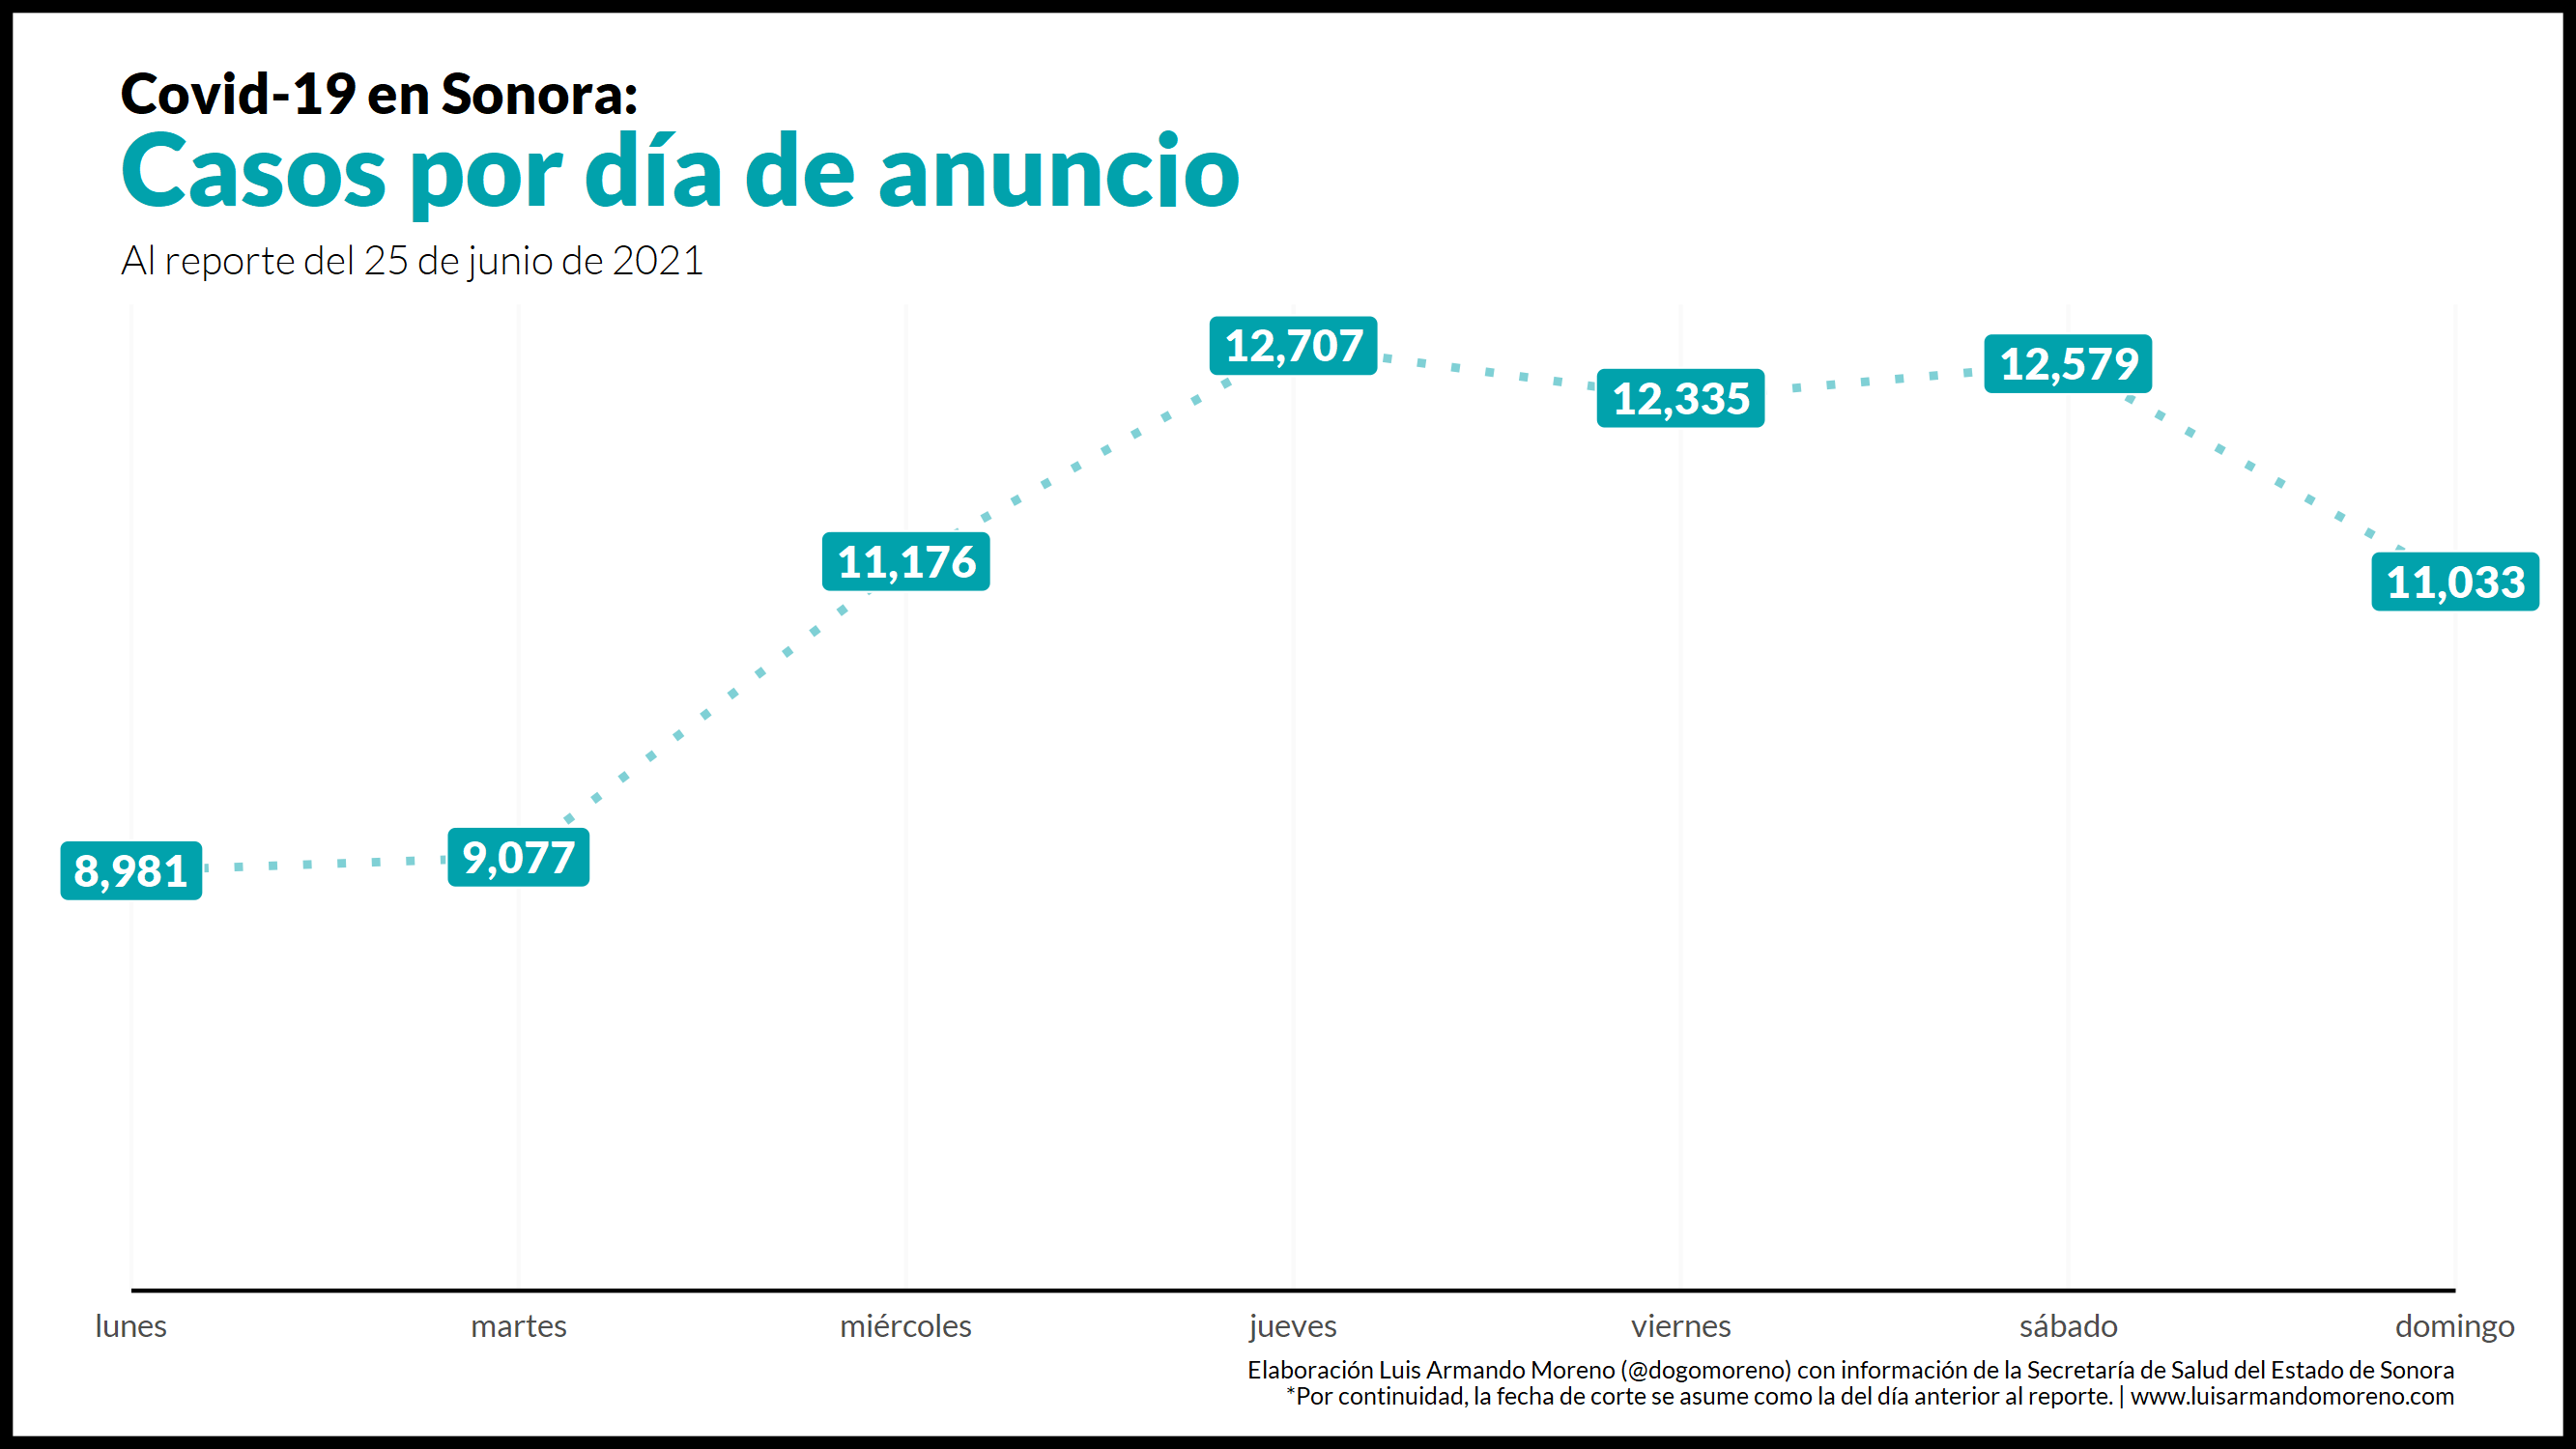 Covid-19 en Sonora:
Casos por día de anuncio
Al reporte del 25 de junio de 2021
12,707
12,579
12,335
11,176
11,033
9,077
8,981
lunes martes miércoles jueves viernes sábado domingo
Elaboración Luis Armando Moreno (@dogomoreno) con información de la Secretaría de Salud del Estado de Sonora
*Por continuidad, la fecha de corte se asume como la del día anterior al reporte. | www.luisarmandomoreno.com